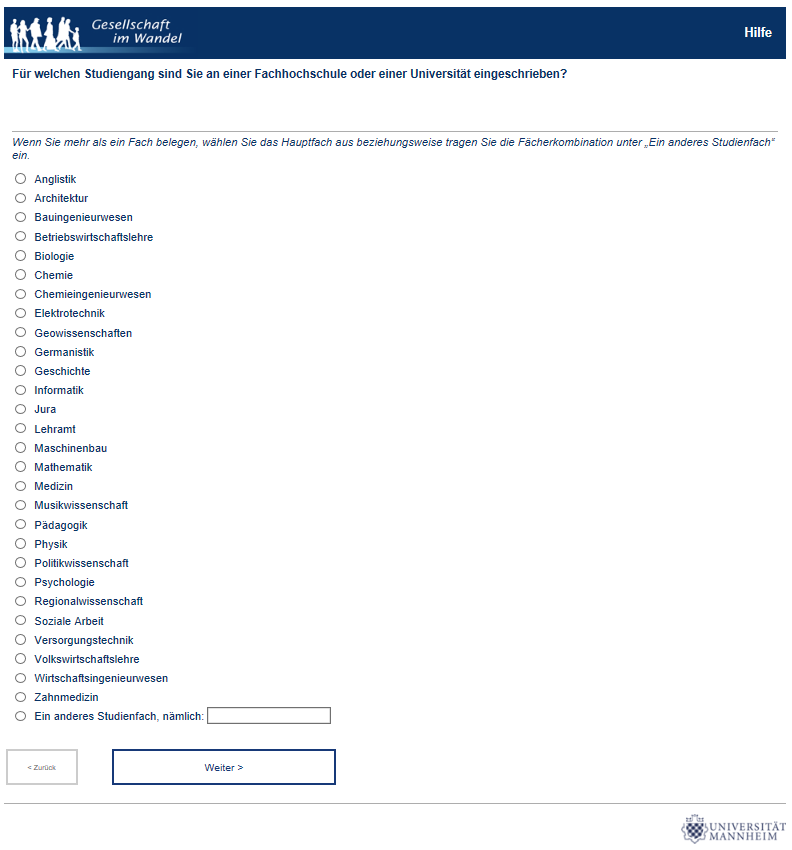 Gesellschaft
im Wandel
Hilfe
Für welchen Studiengang sind Sie an einer Fachhochschule oder einer Universität eingeschrieben?
Wenn Sie mehr als ein Fach belegen, wählen Sie das Hauptfach aus beziehungsweise tragen Sie die Fächerkombination unter „Ein anderes Studienfach“
ein.
Anglistik
Architektur
Bauingenieurwesen
Betriebswirtschaftslehre
Biologie
Chemie
Chemieingenieurwesen
Elektrotechnik
Geowissenschaften
Germanistik
Geschichte
Informatik
Jura
Lehramt
Maschinenbau
Mathematik
Medizin
Musikwissenschaft
Pädagogik
Physik
Politikwissenschaft
Psychologie
Regionalwissenschaft
Soziale Arbeit
Versorgungstechnik
Volkswirtschaftslehre
Wirtschaftsingenieurwesen
Zahnmedizin
Ein anderes Studienfach, nämlich:
< Zurück
Weiter >
UNIVERSITÄT
MANNHEIM